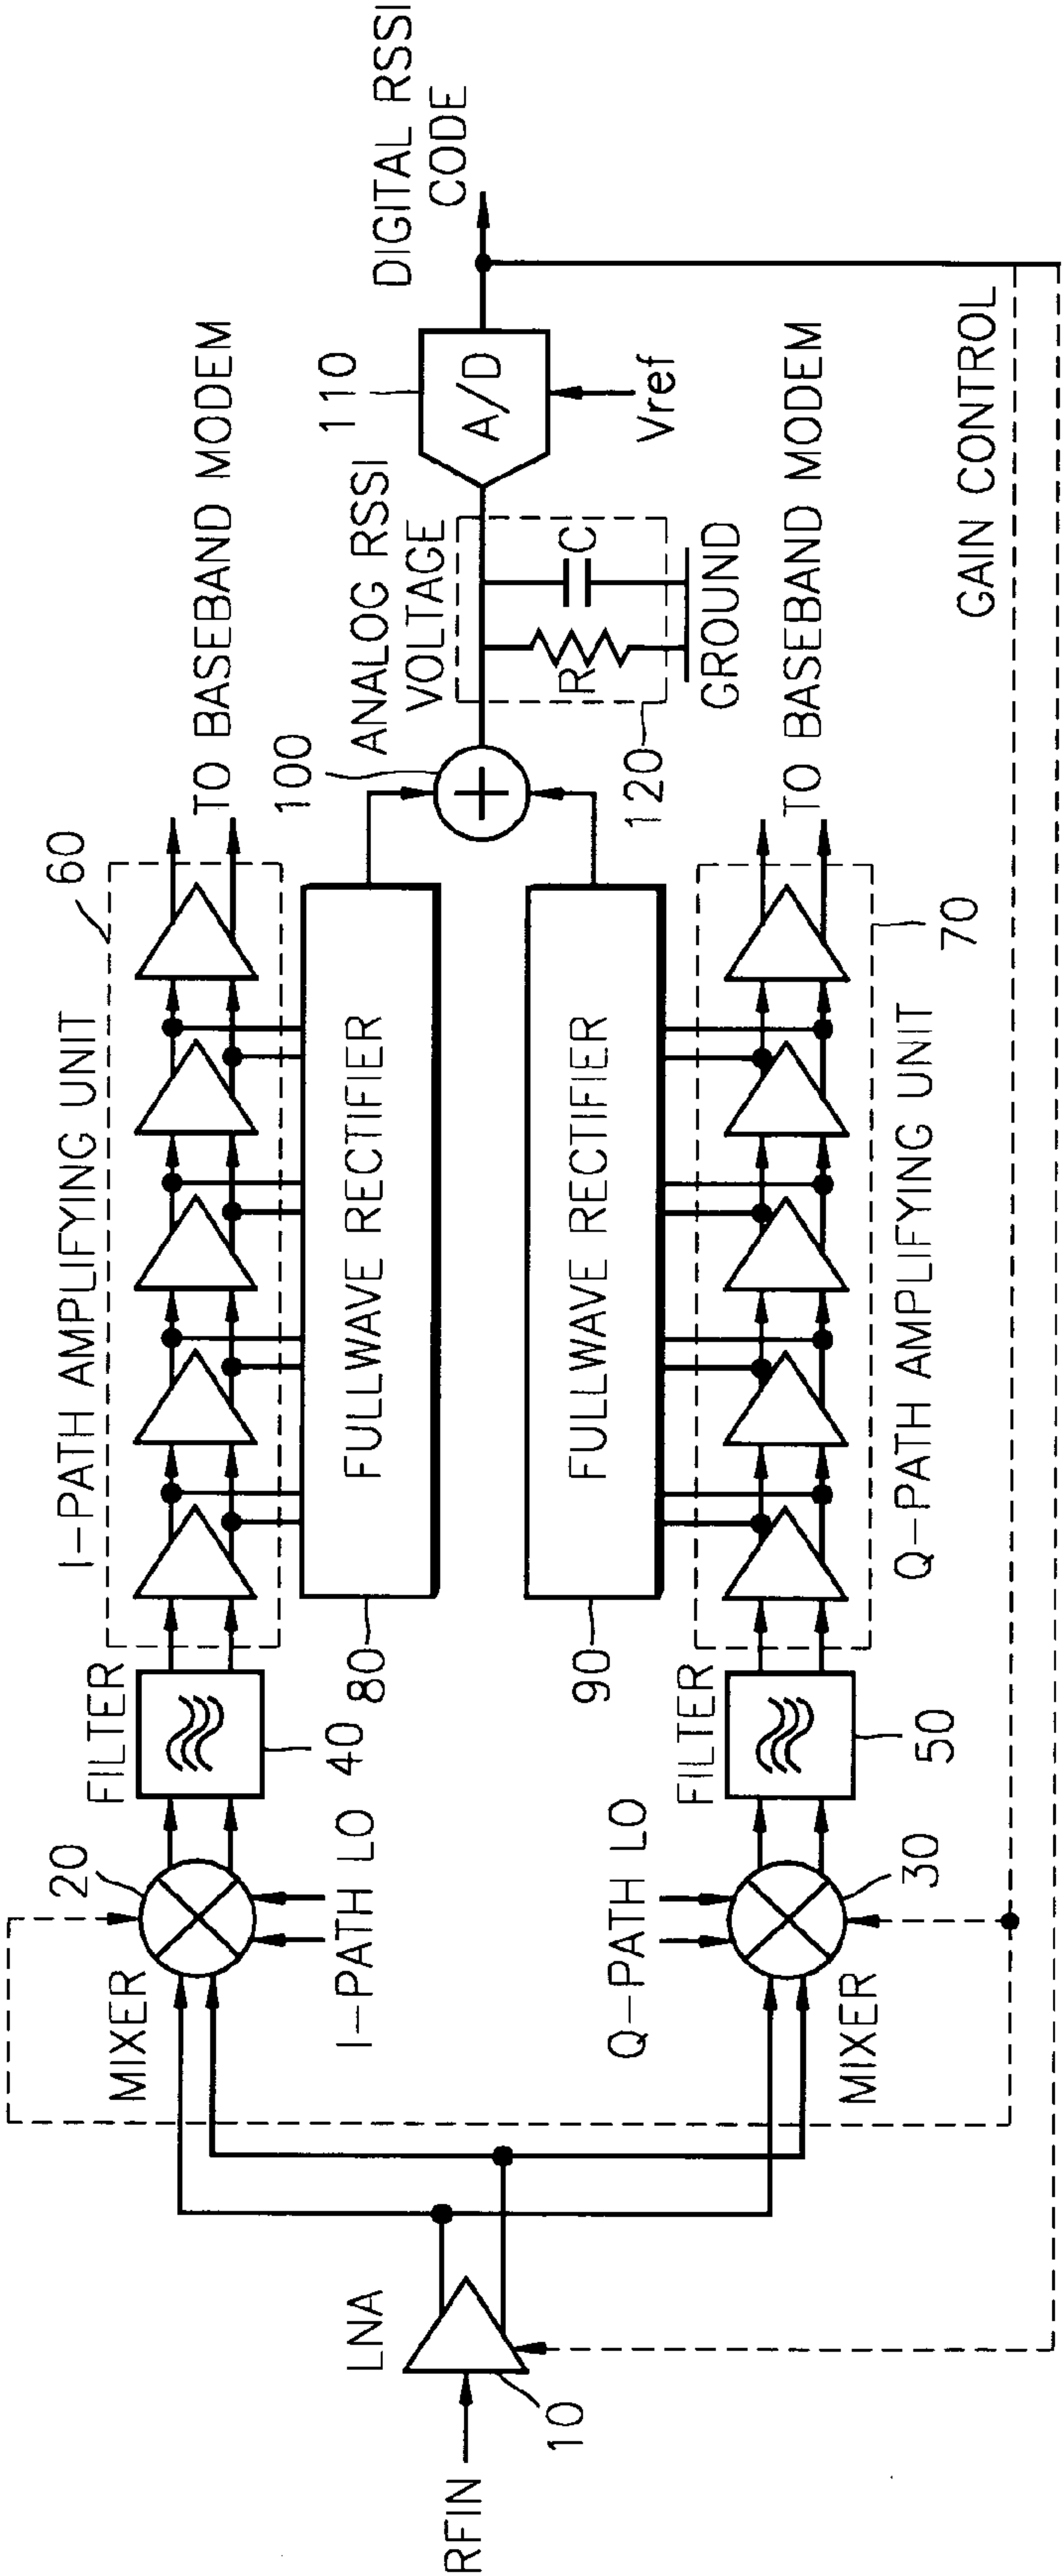 RFIN
LNA
10
MIXER
20
I-PATH LO
FILTER
40
I-PATH AMPLIFYING UNIT
60
TO BASEBAND MODEM
80
FULLWAVE RECTIFIER
90
FULLWAVE RECTIFIER
100
ANALOG RSSI
VOLTAGE
R
C
120
GROUND
110
A/D
Vref
DIGITAL RSSI
CODE
Q-PATH LO
MIXER
30
FILTER
50
Q-PATH AMPLIFYING UNIT
70
TO BASEBAND MODEM
GAIN CONTROL